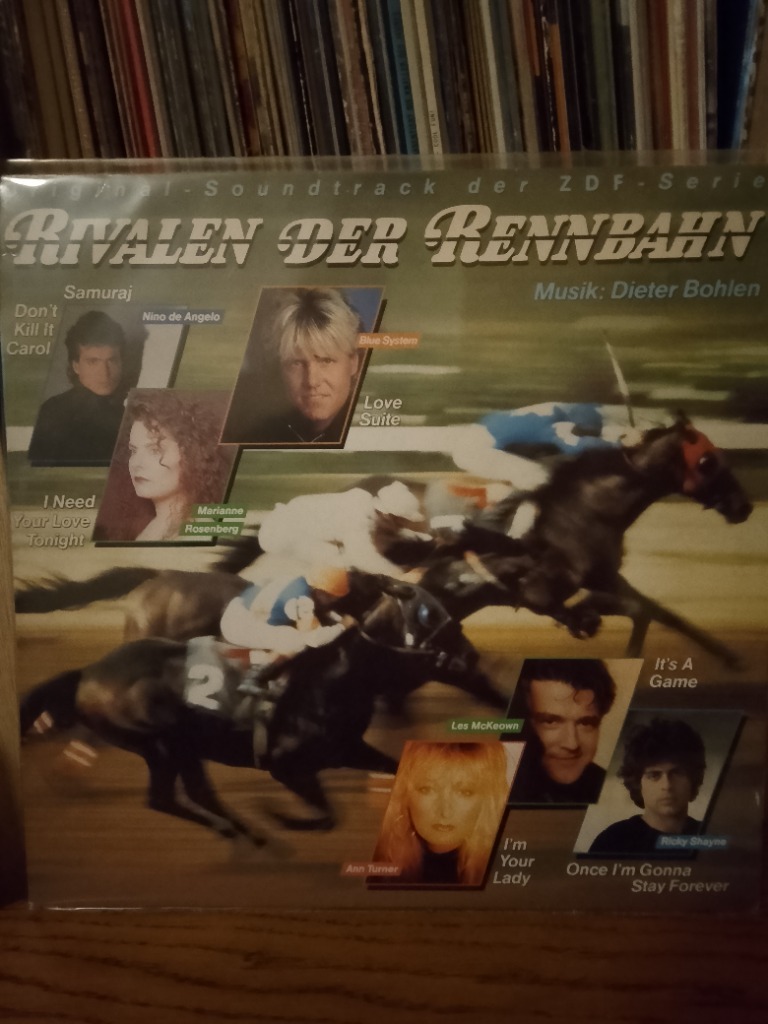 iginal-Soundtrack der ZDF-Serie
RIVALEN DER RENNBAHN
Musik: Dieter Bohlen
Samuraj
Don't
Kill It
Carol
Nino de Angelo
Blue System
Love
Suite
I Need
Your Love
Tonight
Marianne
Rosenberg
2
It's A
Game
Les McKeown
Ann Turner
I'm
Your
Lady
Ricky Shayne
Once I'm Gonna
Stay Forever